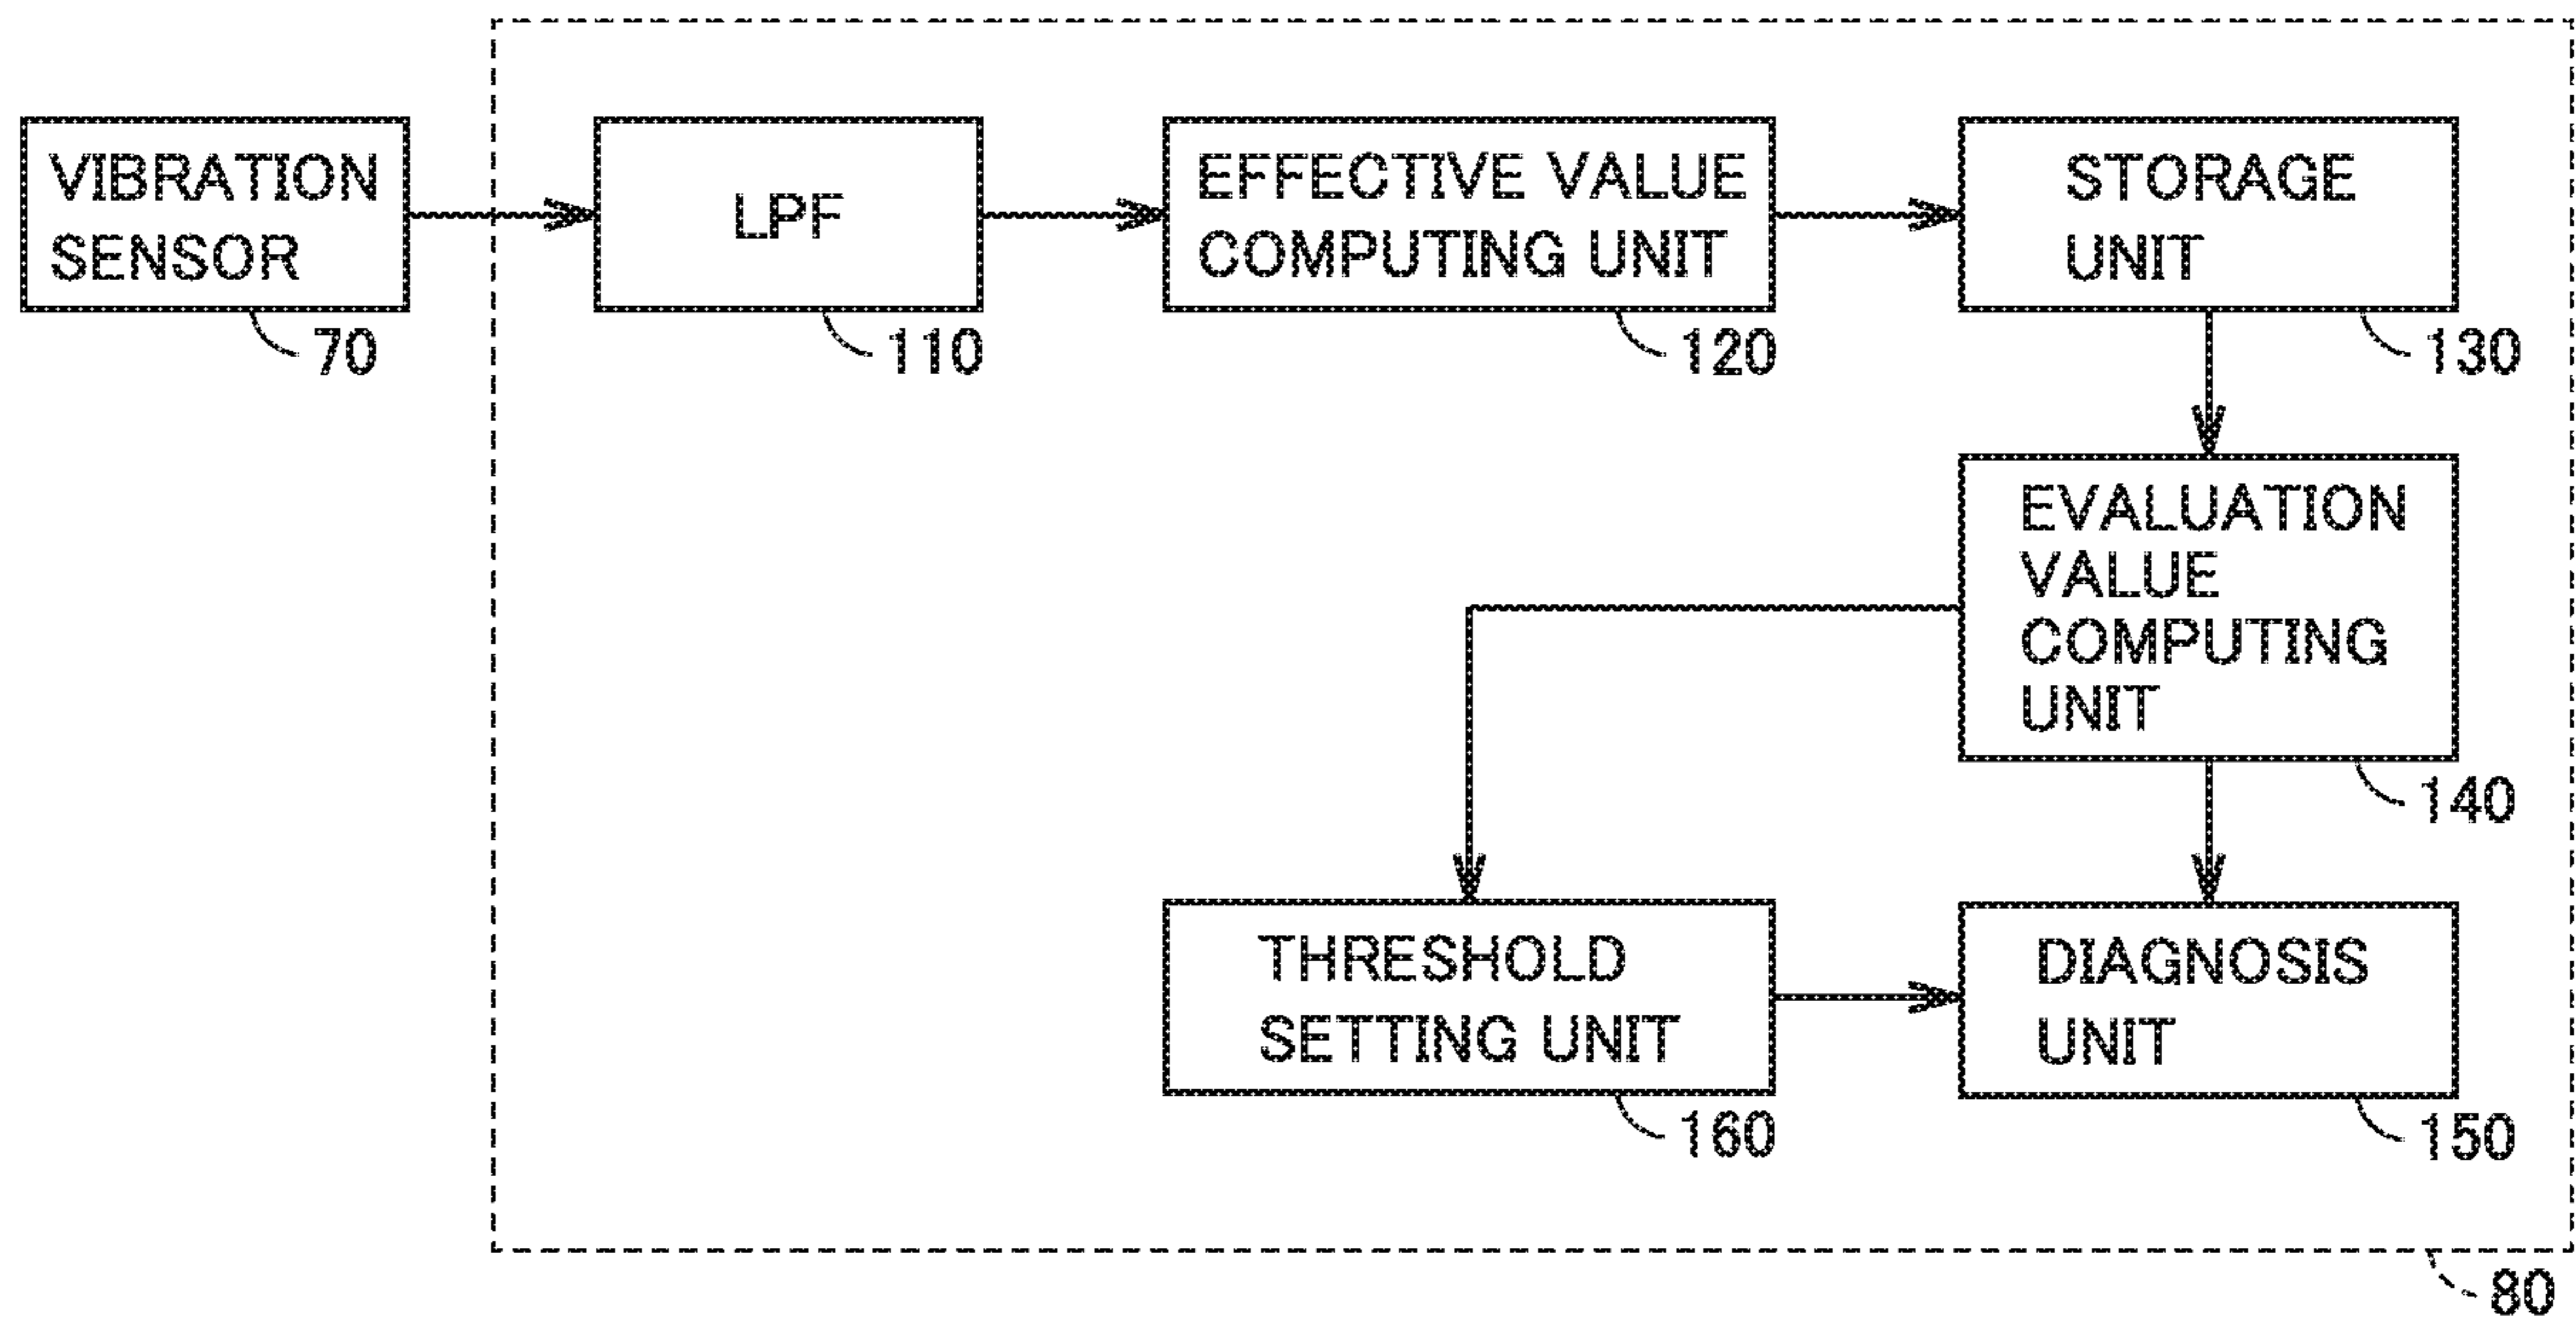 VIBRATION
SENSOR
70
LPF
110
EFFECTIVE VALUE
COMPUTING UNIT
120
STORAGE
UNIT
130
EVALUATION
VALUE
COMPUTING
UNIT
140
THRESHOLD
SETTING UNIT
160
DIAGNOSIS
UNIT
150
80